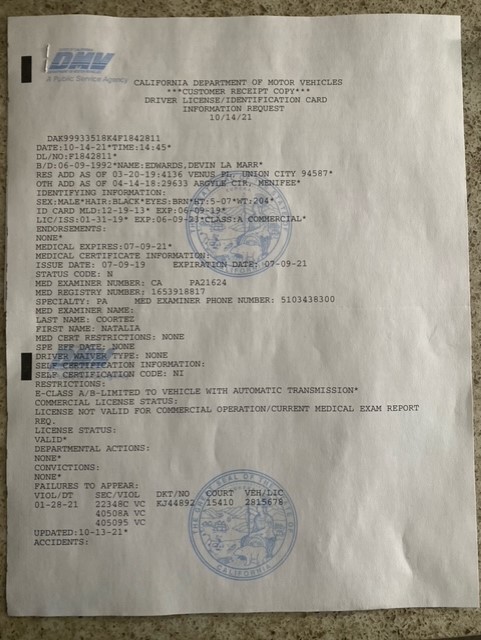 DMV
A Public Service Agency
CALIFORNIA DEPARTMENT OF MOTOR VEHICLES
***CUSTOMER RECEIPT COPY***
DRIVER LICENSE/IDENTIFICATION CARD
INFORMATION REQUEST
10/14/21
DAK99933518K4F1842811
DATE:10-14-21*TIME:14:45*
DL/NO:F1842811*
B/D:06-09-1992*NAME:EDWARDS,DEVIN LA MARR*
RES ADD AS OF 03-20-19:4136 VENUS PL, UNION CITY 94587*
OTH ADD AS OF 04-14-18:29633 ARGYLE CIR, MENIFEE*
IDENTIFYING INFORMATION:
SEX:MALE*HAIR:BLACK*EYES:BRN*HT:5-07*WT:204*
ID CARD MLD:12-19-13* EXP:06-09-19*
LIC/ISS:01-31-19* EXP:06-09-23*CLASS:A COMMERCIAL*
ENDORSEMENTS:
NONE*
MEDICAL EXPIRES:07-09-21*
MEDICAL CERTIFICATE INFORMATION:
ISSUE DATE: 07-09-19 EXPIRATION DATE: 07-09-21
STATUS CODE: N
MED EXAMINER NUMBER: CA PA21624
MED REGISTRY NUMBER: 1653918817
SPECIALTY: PA MED EXAMINER PHONE NUMBER: 5103438300
MED EXAMINER NAME:
LAST NAME: COORTEZ
FIRST NAME: NATALIA
MED CERT RESTRICTIONS: NONE
SPE EFF DATE: NONE
DRIVER WAIVER TYPE: NONE
SELF CERTIFICATION INFORMATION:
SELF CERTIFICATION CODE: NI
RESTRICTIONS:
E-CLASS A/B-LIMITED TO VEHICLE WITH AUTOMATIC TRANSMISSION*
COMMERCIAL LICENSE STATUS:
LICENSE NOT VALID FOR COMMERCIAL OPERATION/CURRENT MEDICAL EXAM REPORT
REQ.
LICENSE STATUS:
VALID*
DEPARTMENTAL ACTIONS:
NONE*
CONVICTIONS:
NONE*
FAILURES TO APPEAR:
VIOL/DT SEC/VIOL DKT/NO COURT VEH/LIC
01-28-21 22348C VC KJ44892 15410 2815678
40508A VC
405095 VC
UPDATED:10-13-21*
ACCIDENTS: